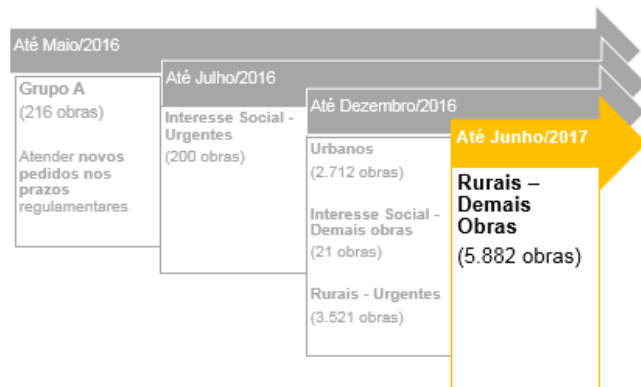 Até Maio/2016
Grupo A
(216 obras)
Atender novos
pedidos nos
prazos
regulamentares
Até Julho/2016
Interesse Social -
Urgentes
(200 obras)
Até Dezembro/2016
Urbanos
(2.712 obras)
Interesse Social -
Demais obras
(21 obras)
Rurais - Urgentes
(3.521 obras)
Até Junho/2017
Rurais –
Demais
Obras
(5.882 obras)